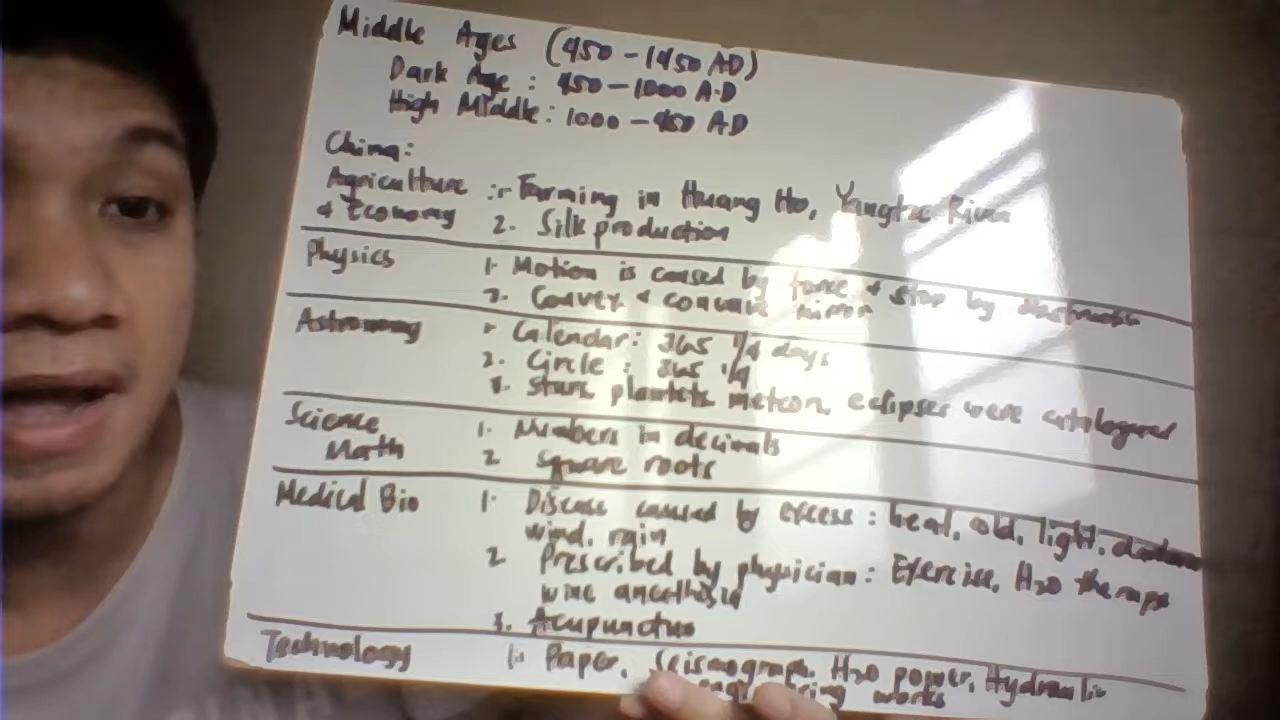 Middle Ages (450 - 1450 AD)
Dark Age : 450 - 1000 A.D
High Middle : 1000 - 450 AD
China:
Agriculture :1. Farming in Huang Ho, Yangtze River
& Economy 2. Silk production
Physics 1. Motion is caused by force & stop by obstruction
2. Convex & concave mirror
Astronomy 1. Calendar: 365 1/4 days
2. Circle : 365 1/4
3. Stars, planets, meteors, eclipses were catalogued
Science 1. Numbers in decimals
Math 2 square roots
Medical Bio 1. Disease caused by excess : heat, cold, light,
wind, rain
2 Prescribed by physician : Exercise, H2O therapy
wine
3. Acupuncture
Technology 1: Paper, seismograph, H2O power, Hydraulic
works